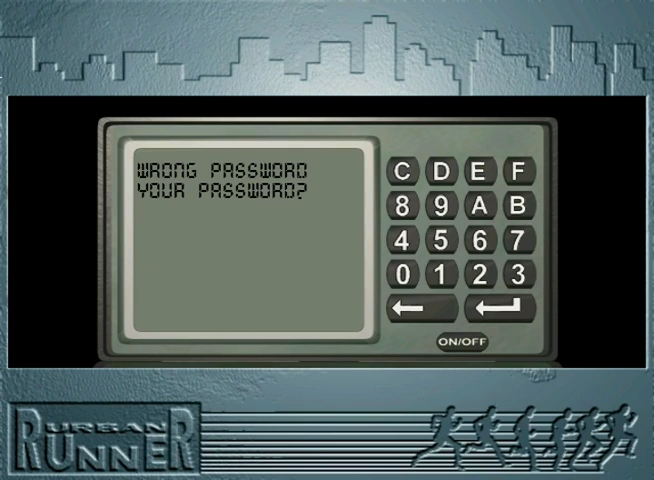 WRONG PASSWORD
YOUR PASSWORD?
C D E F
8 9 A B
4 5 6 7
0 1 2 3
ON/OFF
URBAN
RUNNER